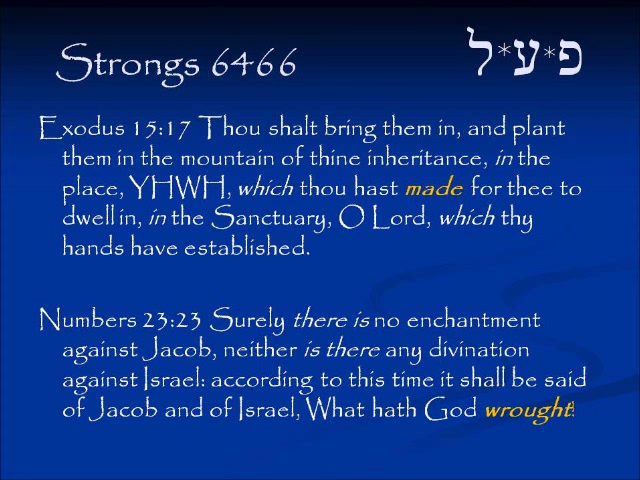 Strongs 6466 פ*ע*ל
Exodus 15:17 Thou shalt bring them in, and plant
them in the mountain of thine inheritance, in the
place, YHWH, which thou hast made for thee to
dwell in, in the Sanctuary, O Lord, which thy
hands have established.
Numbers 23:23 Surely there is no enchantment
against Jacob, neither is there any divination
against Israel: according to this time it shall be said
of Jacob and of Israel, What hath God wrought!